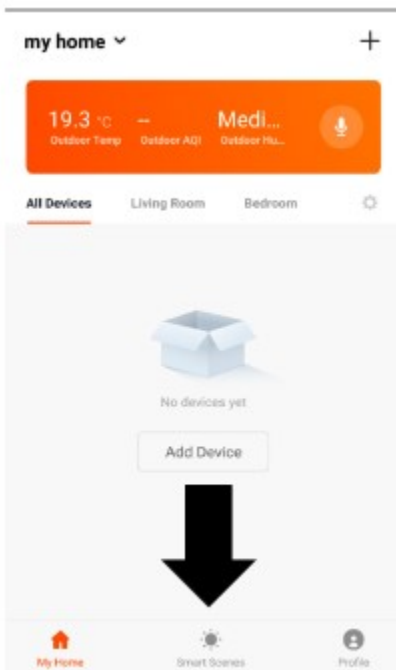 my home
19.3 °C -- Medi...
Outdoor Temp Outdoor AQI Outdoor Hu...
All Devices Living Room Bedroom
No devices yet
Add Device
My Home Smart Scenes Profile